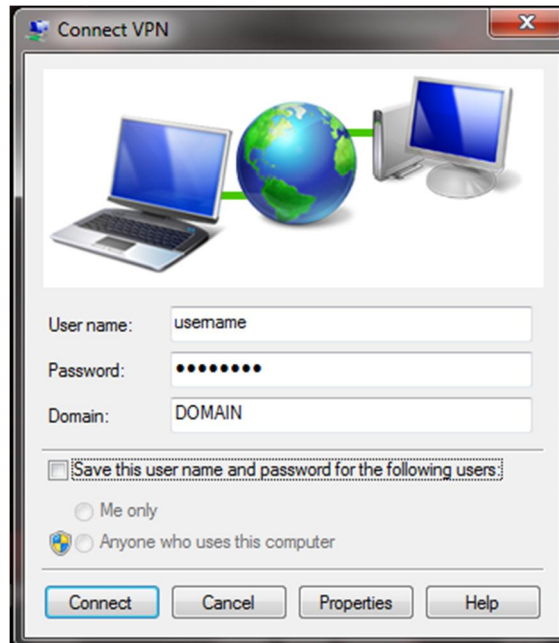 Connect VPN
User name: username
Password: ••••••••
Domain: DOMAIN
Save this user name and password for the following users:
Me only
Anyone who uses this computer
Connect Cancel Properties Help